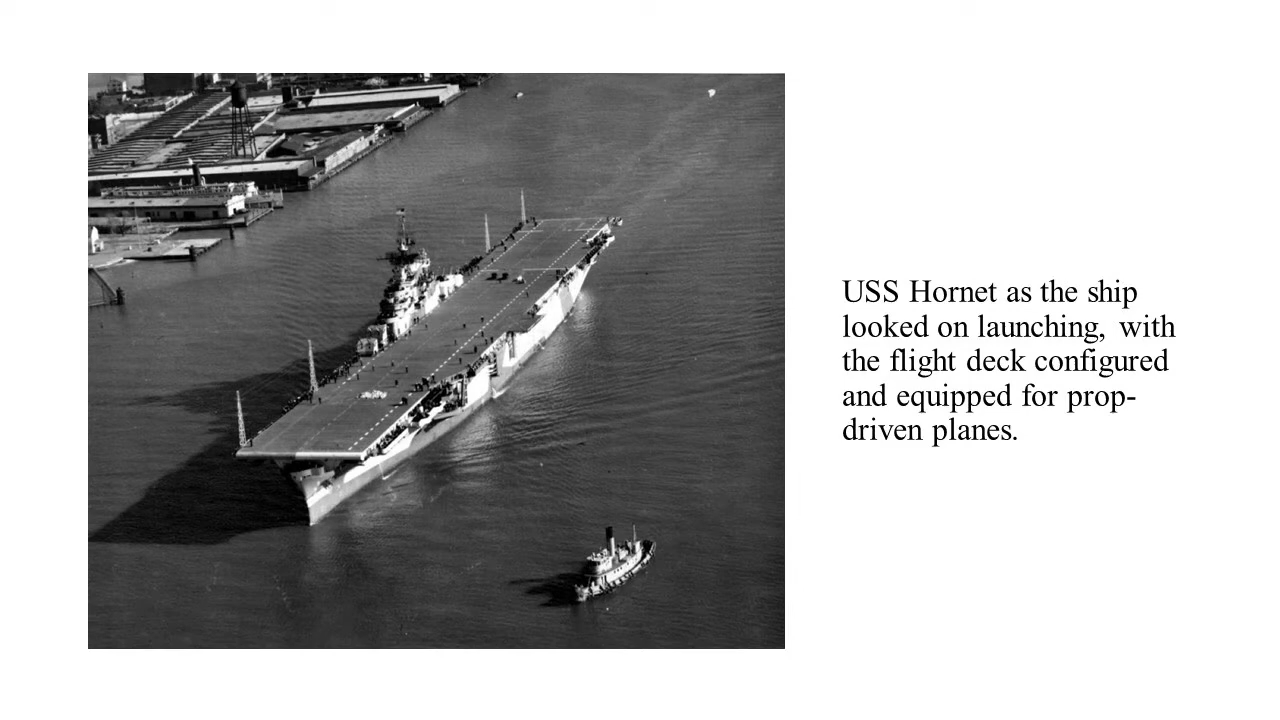 USS Hornet as the ship
looked on launching, with
the flight deck configured
and equipped for prop-
driven planes.